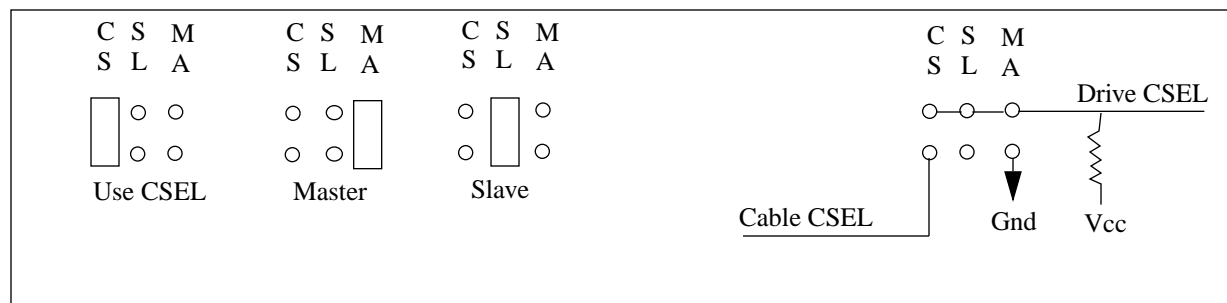 C S M C S M C S M C S M
S L A S L A S L A S L A
Drive CSEL
Use CSEL Master Slave
Cable CSEL Gnd Vcc